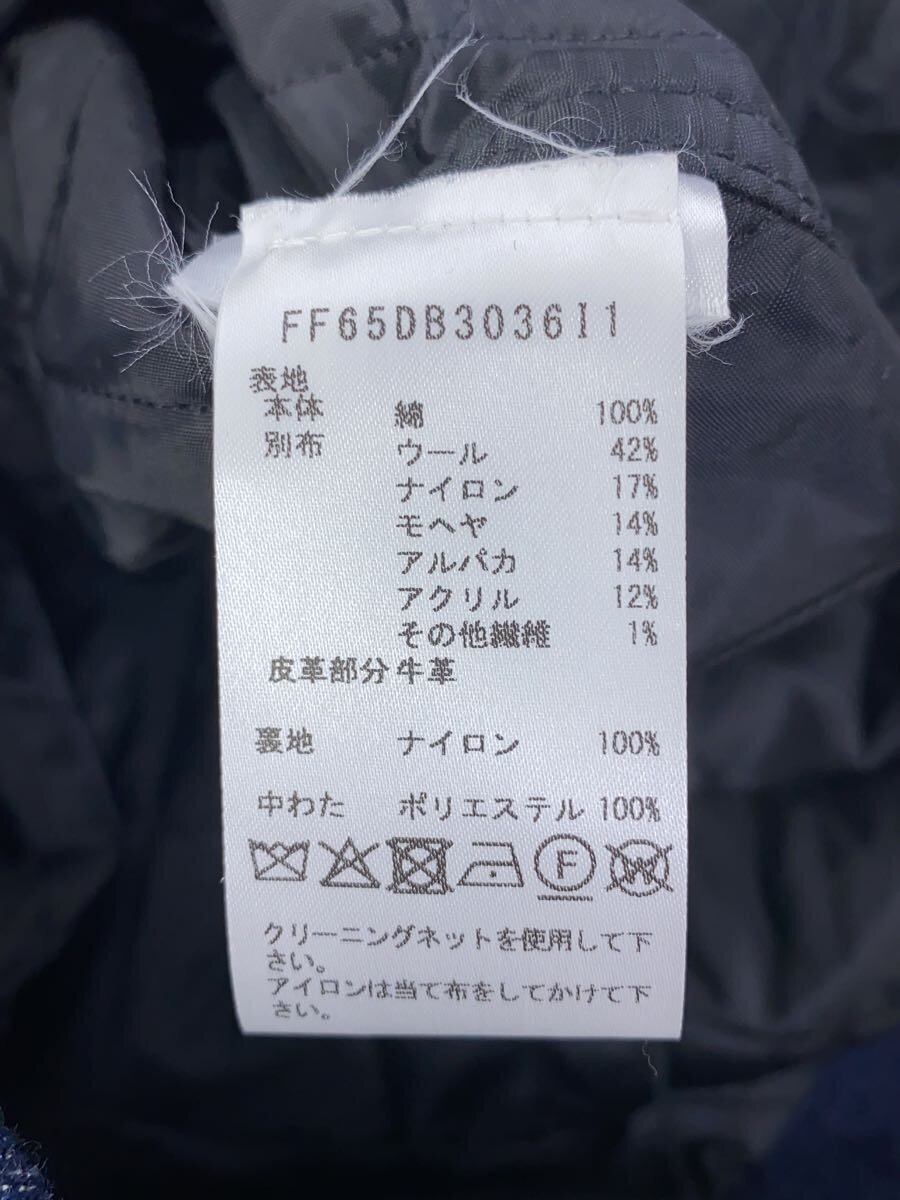 FF65DB3036I1
表地
本体 綿 100%
別布 ウール 42%
ナイロン 17%
モヘヤ 14%
アルパカ 14%
アクリル 12%
その他繊維 1%
皮革部分 牛革
裏地 ナイロン 100%
中わた ポリエステル 100%
F W
クリーニングネットを使用して下
さい。
アイロンは当て布をしてかけて下
さい。